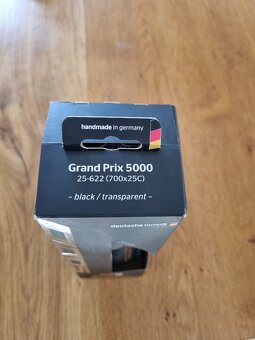 handmade in germany
Grand Prix 5000
25-622 (700x25C)
- black / transparent -
deutsche technik